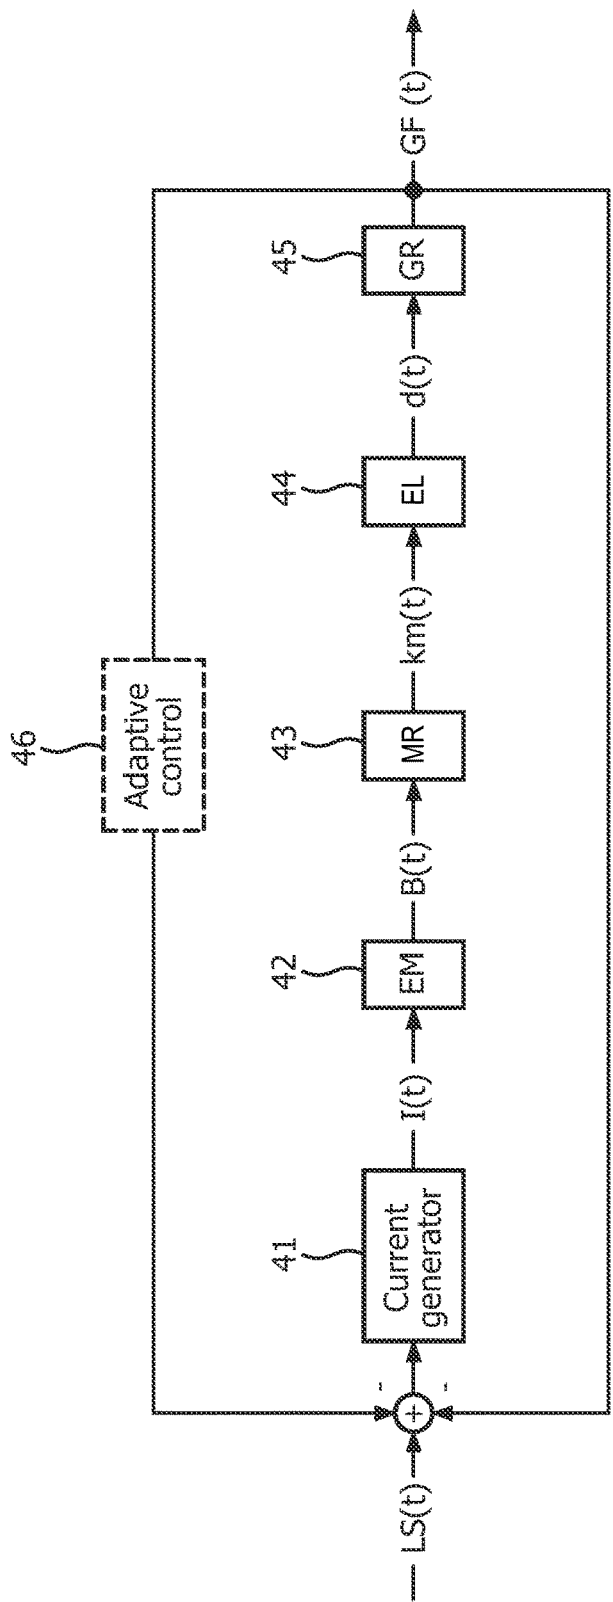 46
Adaptive
control
41
42
43
44
45
LS(t)
+
-
-
Current
generator
I(t)
EM
B(t)
MR
km(t)
EL
d(t)
GR
GF (t)